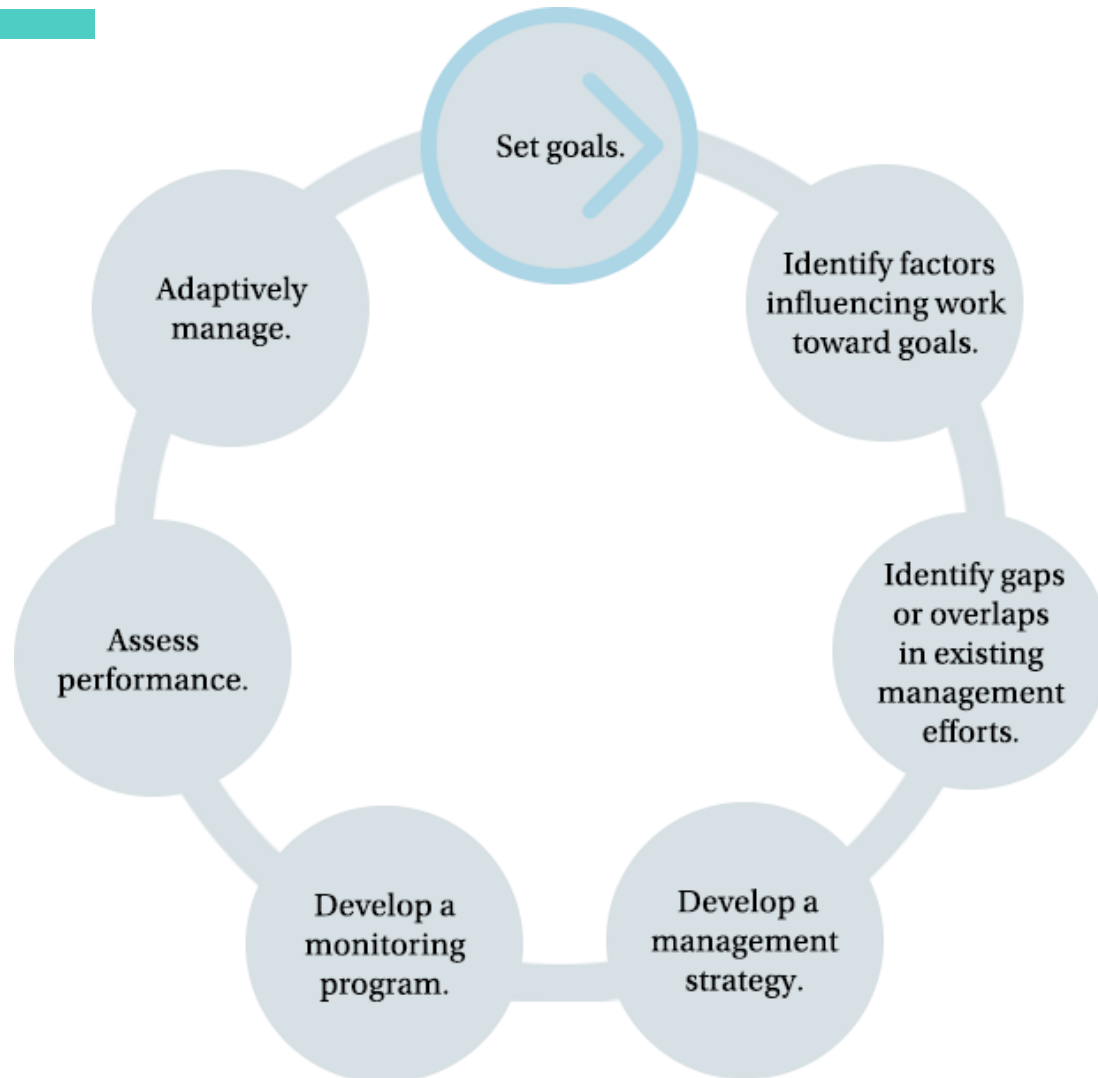 Set goals.
Identify factors
influencing work
toward goals.
Identify gaps
or overlaps
in existing
management
efforts.
Develop a
management
strategy.
Develop a
monitoring
program.
Assess
performance.
Adaptively
manage.